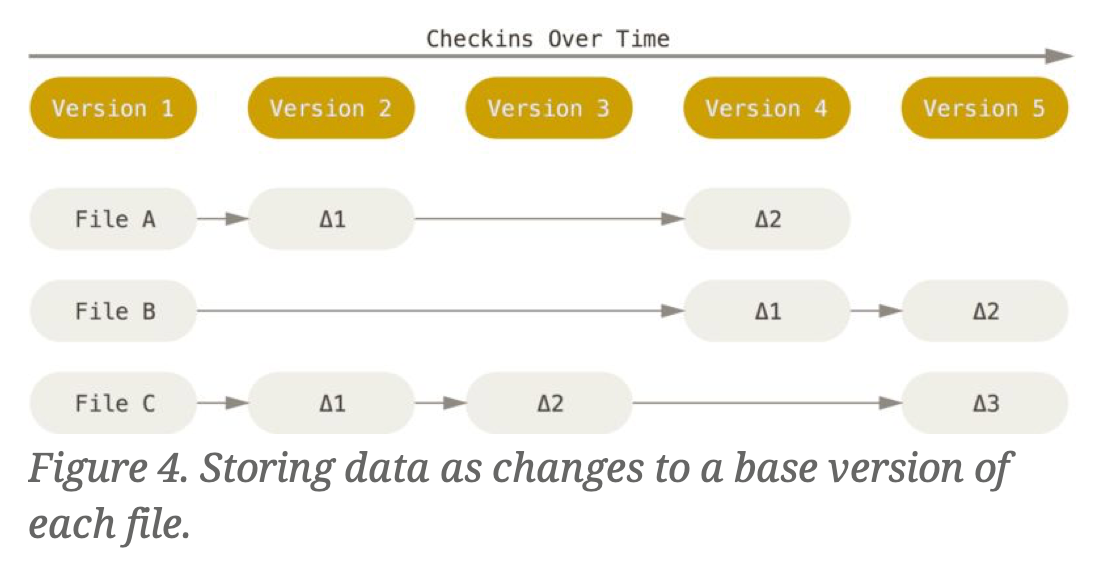 Checkins Over Time
Version 1 Version 2 Version 3 Version 4 Version 5
File A Δ1 Δ2
File B Δ1 Δ2
File C Δ1 Δ2 Δ3
Figure 4. Storing data as changes to a base version of
each file.